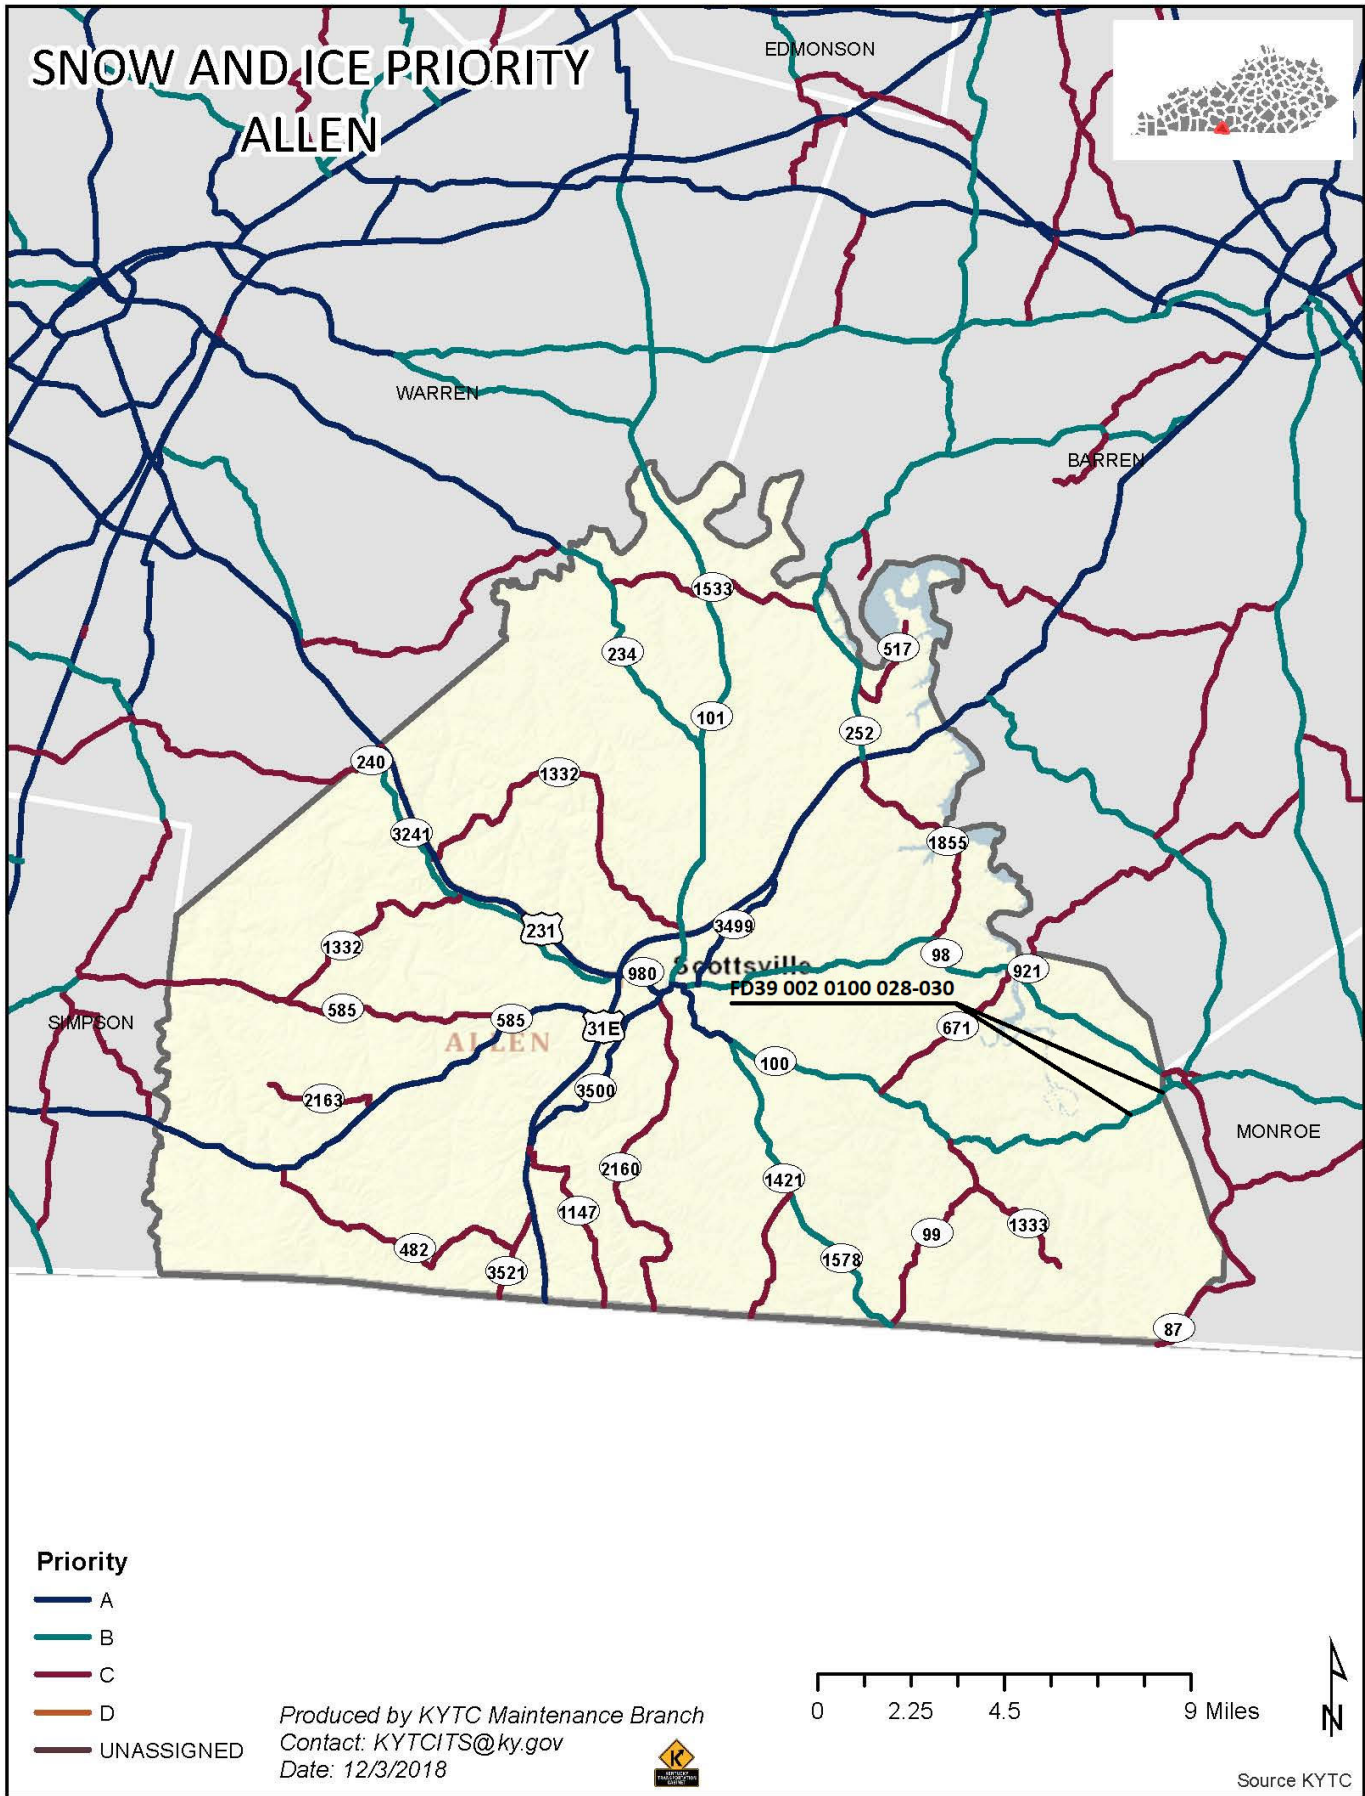 SNOW AND ICE PRIORITY
ALLEN
EDMONSON
WARREN
BARREN
1533
234
517
101
252
240
1332
3241
1855
231
3499
1332
98
980
Scottsville
921
FD39 002 0100 028-030
585
SIMPSON
585
31E
671
ALLEN
100
3500
2163
MONROE
2160
1421
1147
99
1333
482
1578
3521
87
Priority
A
B
C
D
UNASSIGNED
Produced by KYTC Maintenance Branch
Contact: KYTCITS@ky.gov
Date: 12/3/2018
0 2.25 4.5 9 Miles
N
Source KYTC